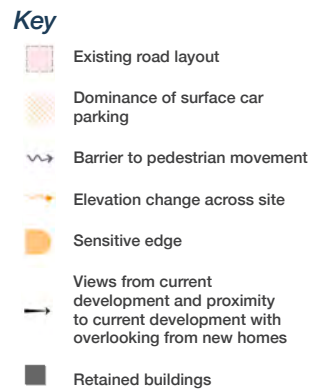 Key
Existing road layout
Dominance of surface car
parking
Barrier to pedestrian movement
Elevation change across site
Sensitive edge
Views from current
development and proximity
to current development with
overlooking from new homes
Retained buildings